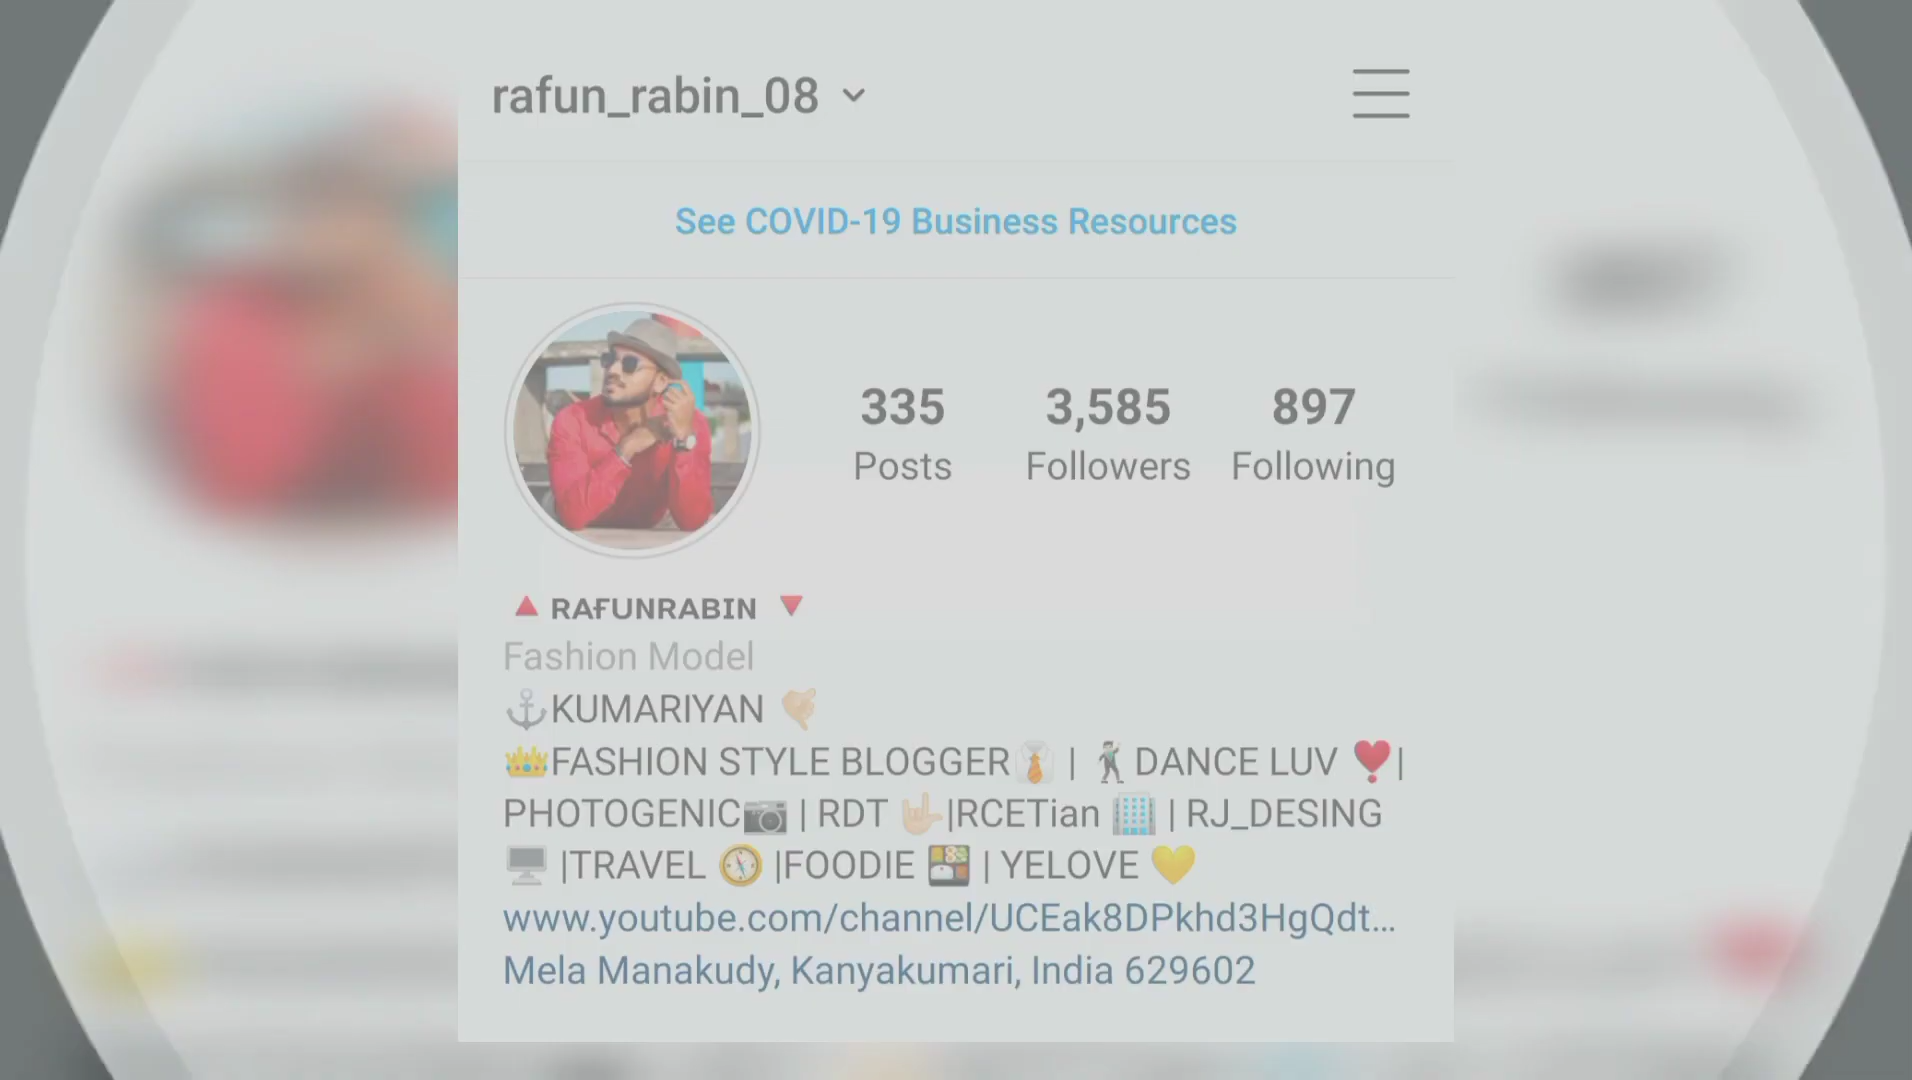 rafun_rabin_08
See COVID-19 Business Resources
335 3,585 897
Posts Followers Following
🔺 RAFUNRABIN 🔻
Fashion Model
⚓KUMARIYAN 🤙🏻
👑FASHION STYLE BLOGGER👔 | 🕺🏻DANCE LUV ❣️|
PHOTOGENIC📷 | RDT 🤟🏻|RCETian 🏢 | RJ_DESING
🖥️ |TRAVEL 🧭 |FOODIE 🍱 | YELOVE 💛
www.youtube.com/channel/UCEak8DPkhd3HgQdt...
Mela Manakudy, Kanyakumari, India 629602